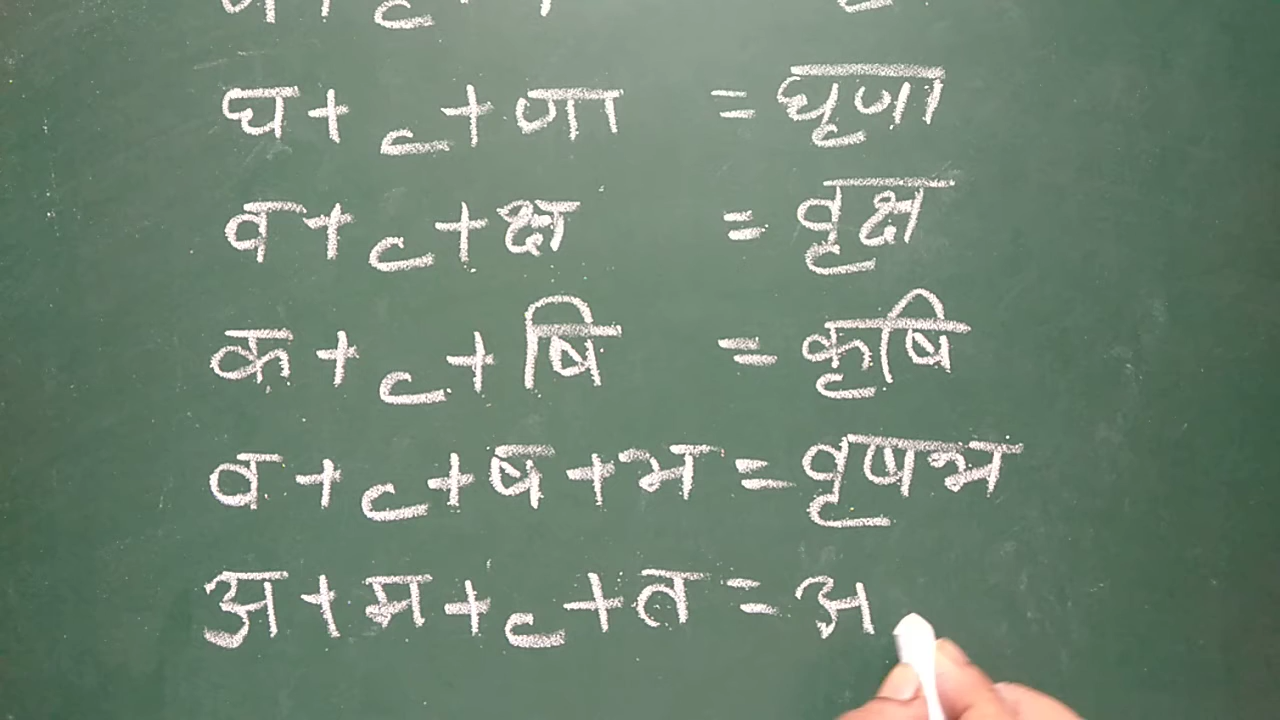 घ + ृ + णा = घृणा
व + ृ + क्ष = वृक्ष
क + ृ + षि = कृषि
व + ृ + ष + भ = वृषभ
अ + म + ृ + त = अ